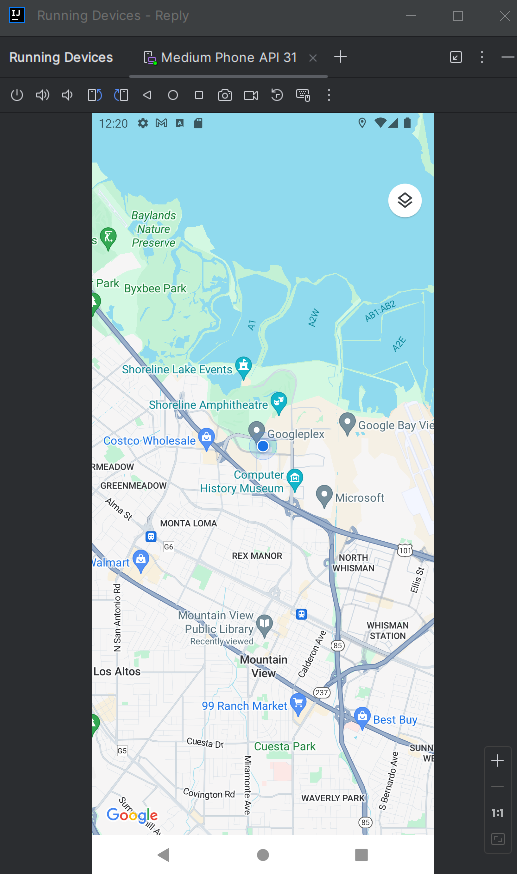 Running Devices - Reply
Running Devices
Medium Phone API 31
12:20
Baylands
Nature
Preserve
s
r Park
Byxbee Park
A1
A2W
AB1-AB2
A2E
Shoreline Lake Events
Shoreline Amphitheatre
Googleplex
Google Bay Vie
Costco Wholesale
RMEADOW
Computer
History Museum
GREENMEADOW
Microsoft
Alma St
MONTA LOMA
G6
REX MANOR
101
NORTH
WHISMAN
Walmart
Ellis St
N San Antonio Rd
Mountain View
Public Library
Recently viewed
WHISMAN
STATION
Calderon Ave
85
Mountain
View
Los Altos
237
99 Ranch Market
Best Buy
Cuesta Dr
Cuesta Park
G5
SUNN
WE
Miramonte Ave
S Bernardo Ave
Covington Rd
WAVERLY PARK
Google
85
1:1